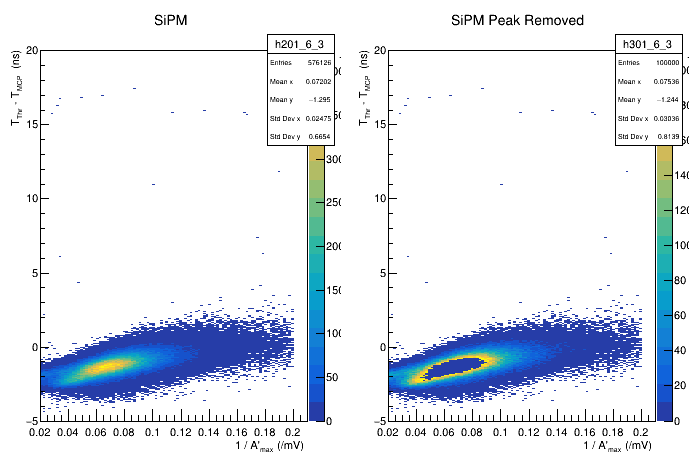 SiPM
h201_6_3
Entries 576126
Mean x 0.07202
Mean y −1.295
Std Dev x 0.02475
Std Dev y 0.6654
T_Thr - T_MCP (ns)
20
15
10
5
0
−5
0.02 0.04 0.06 0.08 0.1 0.12 0.14 0.16 0.18 0.2
1 / A'_max (/mV)
250
200
150
100
50
0
SiPM Peak Removed
h301_6_3
Entries 100000
Mean x 0.07536
Mean y −1.244
Std Dev x 0.03036
Std Dev y 0.8139
T_Thr - T_MCP (ns)
20
15
10
5
0
−5
0.02 0.04 0.06 0.08 0.1 0.12 0.14 0.16 0.18 0.2
1 / A'_max (/mV)
140
120
100
80
60
40
20
0